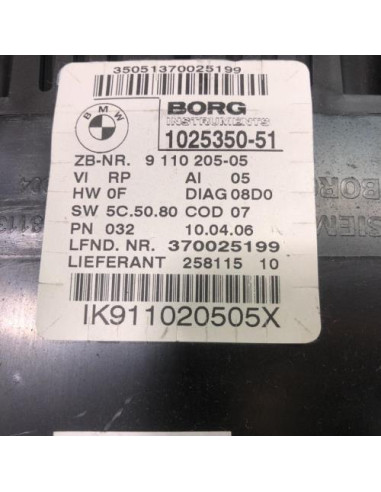 35051370025199
BMW
BORG
INSTRUMENTS
1025350-51
ZB-NR. 9 110 205-05
VI RP AI 05
HW 0F DIAG 08D0
SW 5C.50.80 COD 07
PN 032 10.04.06
LFND. NR. 370025199
LIEFERANT 258115 10
IK911020505X